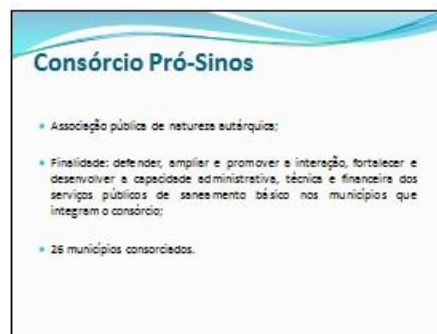 Consórcio Pró-Sinos
• Associação pública de natureza autárquica;
• Finalidade: defender, ampliar e promover a interação, fortalecer e
desenvolver a capacidade administrativa, técnica e financeira dos
serviços públicos de saneamento básico nos municípios que
integram o consórcio;
• 26 municípios consorciados.